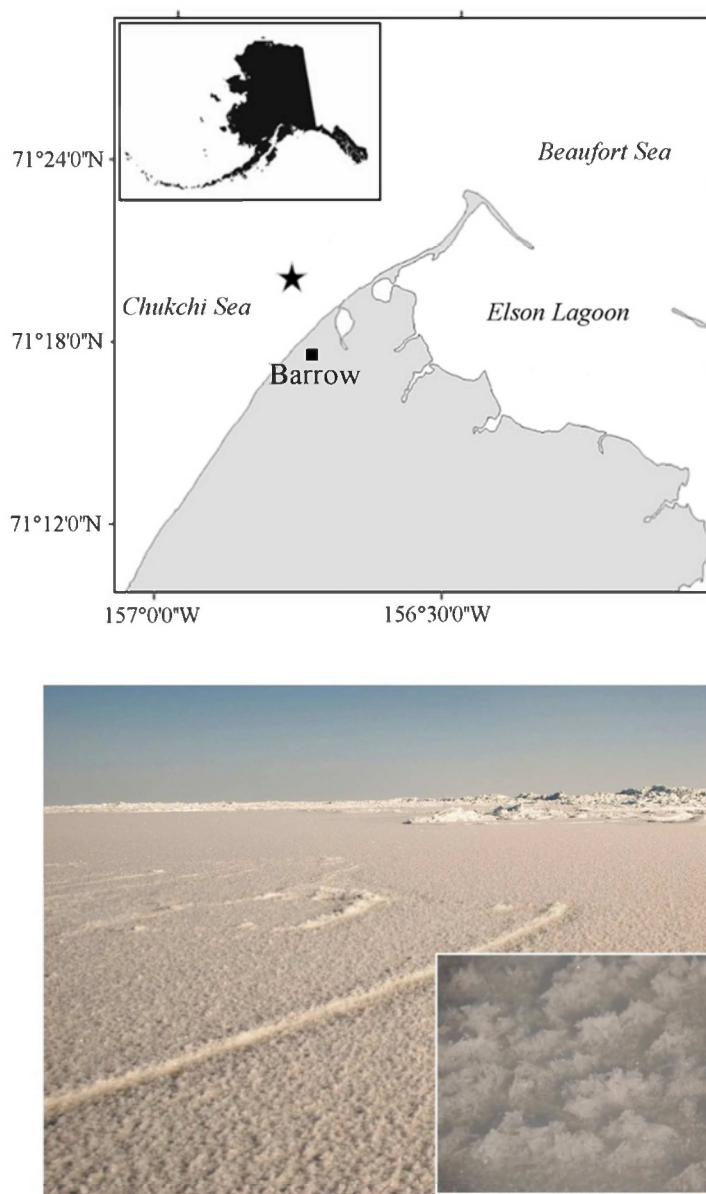 71°24'0"N
Beaufort Sea
Chukchi Sea
Elson Lagoon
71°18'0"N
Barrow
71°12'0"N
157°0'0"W
156°30'0"W